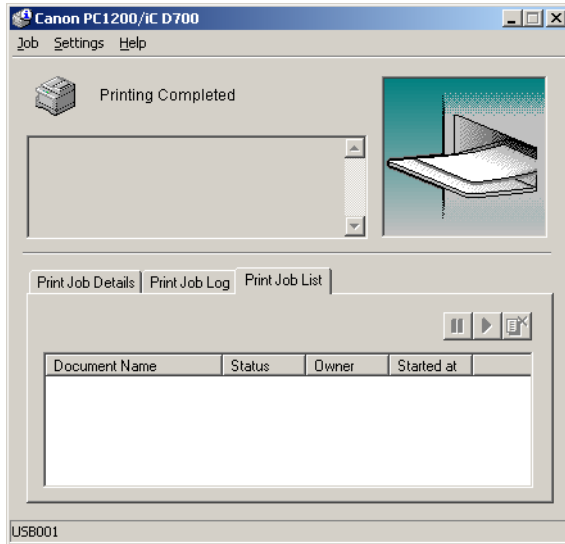 Canon PC1200/iC D700
Job Settings Help
Printing Completed
Print Job Details Print Job Log Print Job List
Document Name Status Owner Started at
USB001